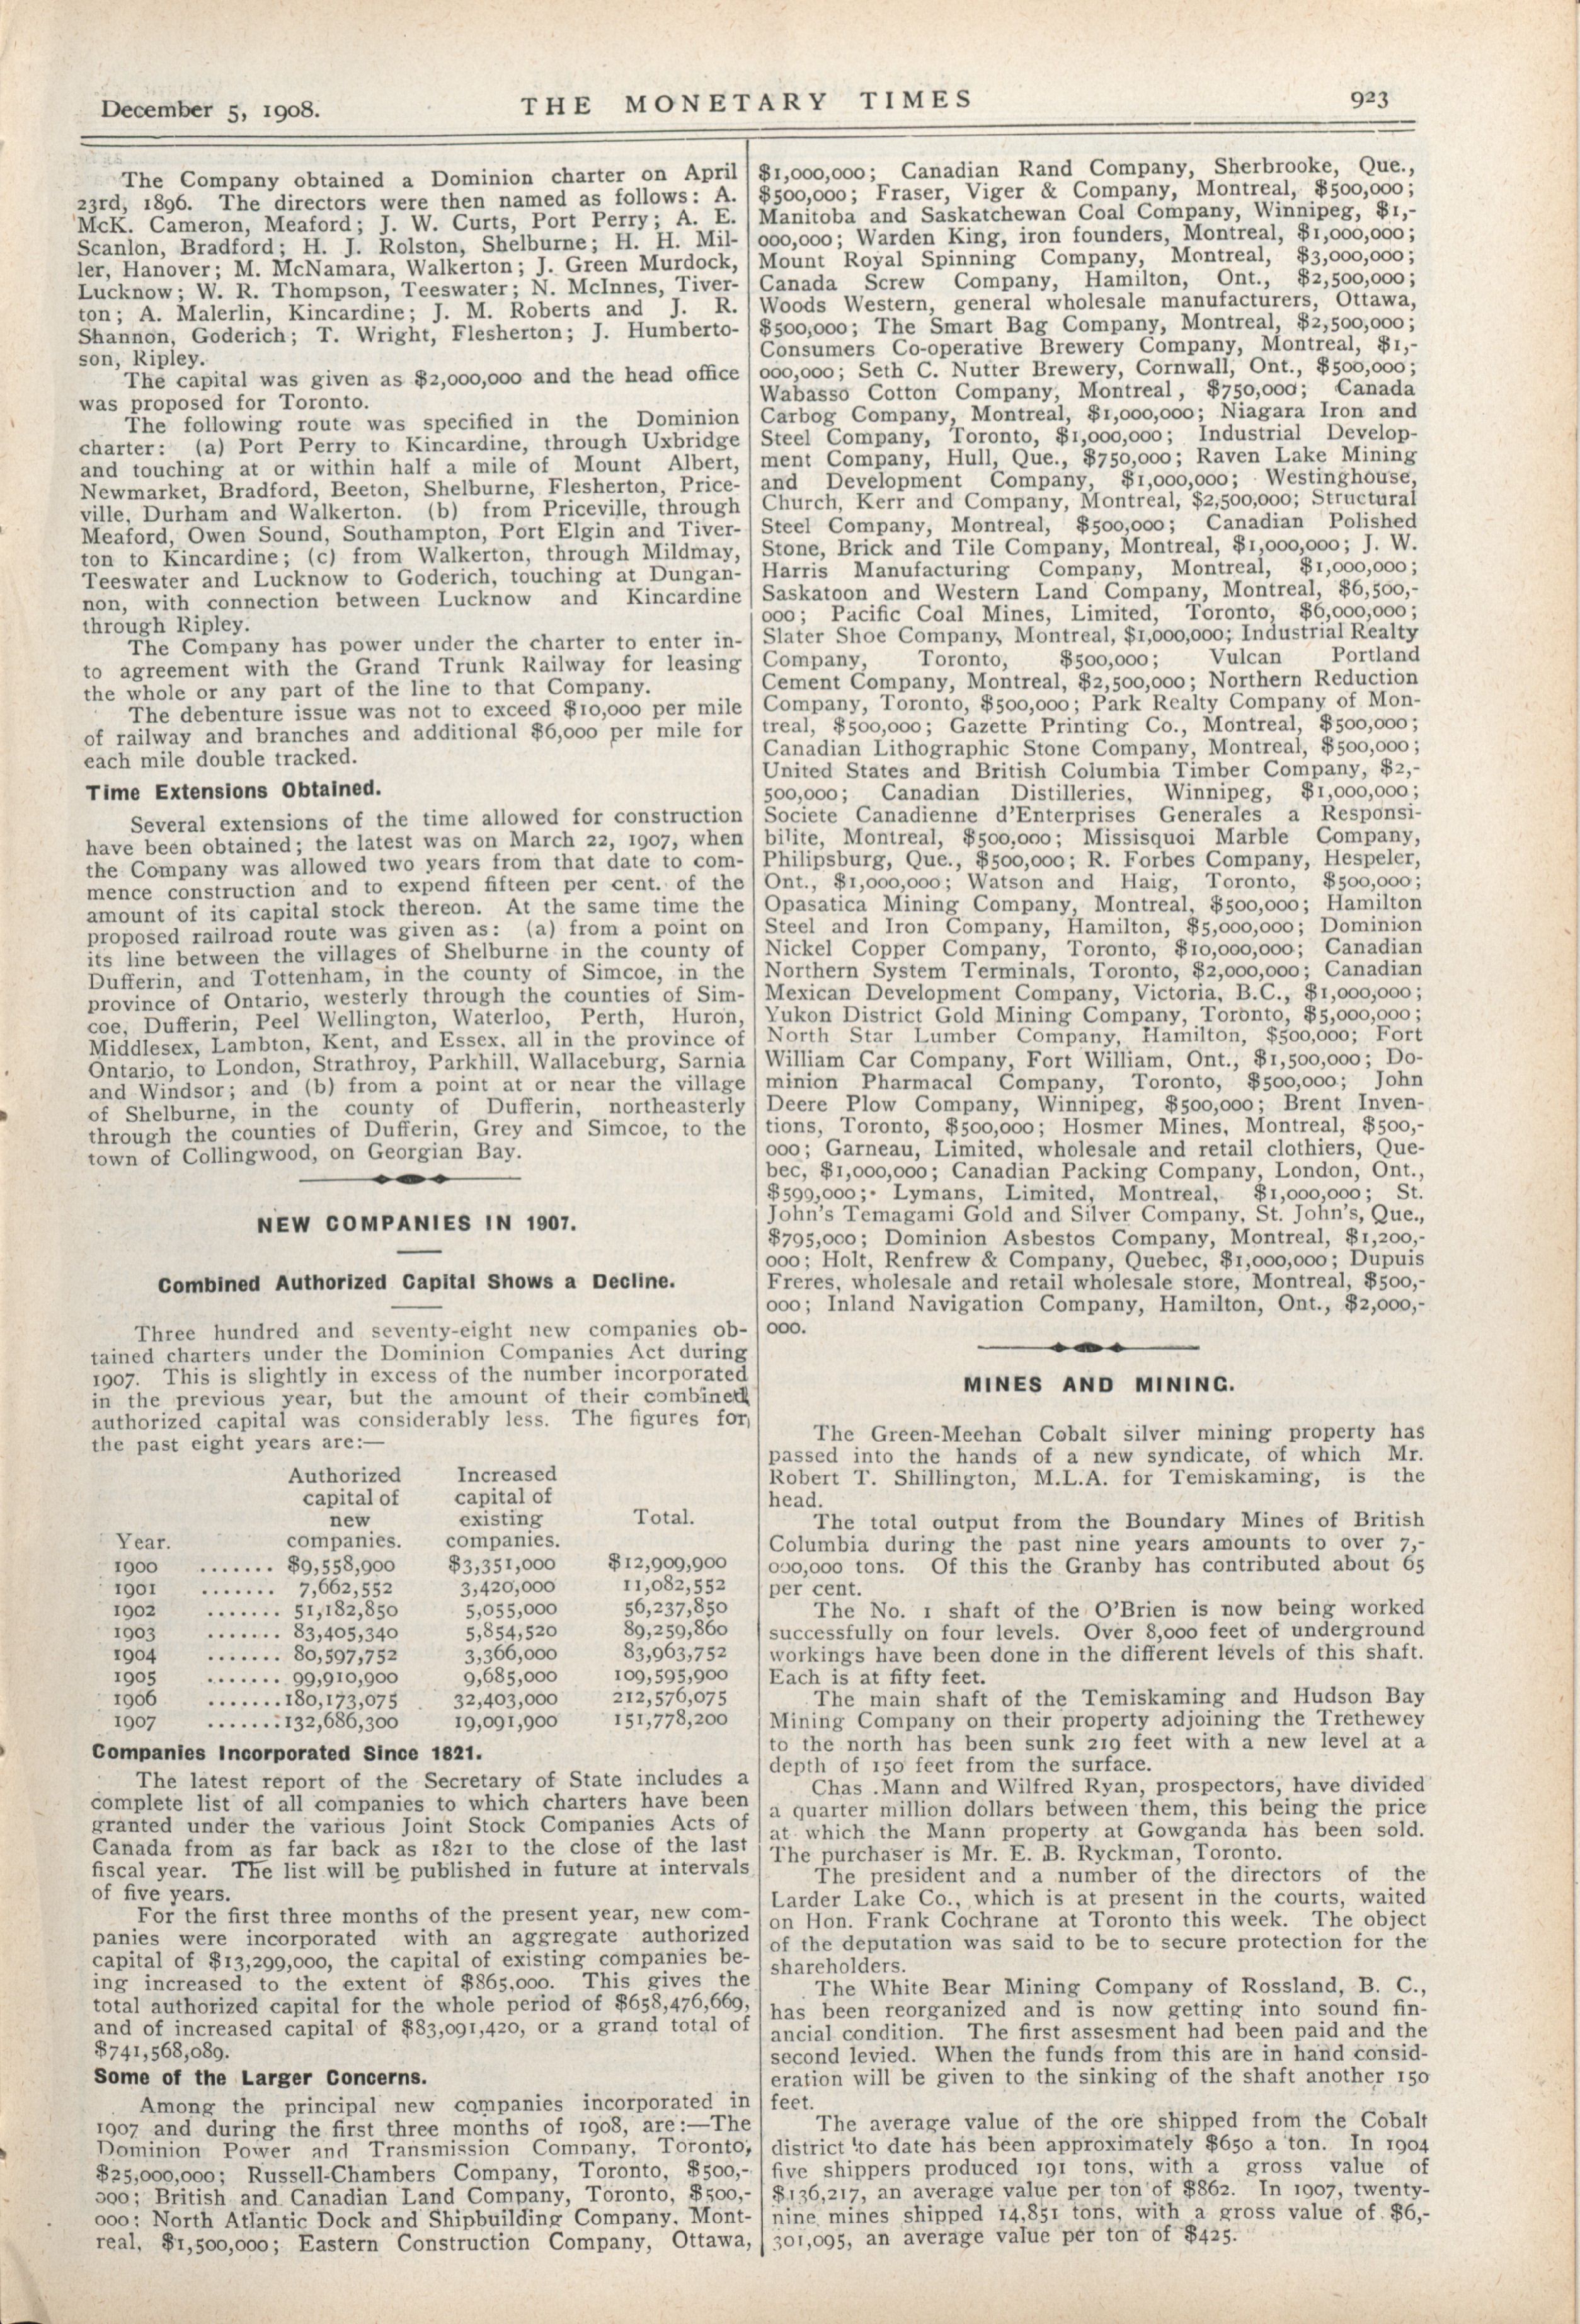 December 5, 1908.
THE MONETARY TIMES
923
The Company obtained a Dominion charter on April
23rd, 1896. The directors were then named as follows: A.
McK. Cameron, Meaford; J. W. Curts, Port Perry; A. E.
Scanlon, Bradford; H. J. Rolston, Shelburne; H. H. Mil-
ler, Hanover; M. McNamara, Walkerton; J. Green Murdock,
Lucknow; W. R. Thompson, Teeswater; N. McInnes, Tiver-
ton; A. Malerlin, Kincardine; J. M. Roberts and J. R.
Shannon, Goderich; T. Wright, Flesherton; J. Humberto-
son, Ripley.
The capital was given as $2,000,000 and the head office
was proposed for Toronto.
The following route was specified in the Dominion
charter: (a) Port Perry to Kincardine, through Uxbridge
and touching at or within half a mile of Mount Albert,
Newmarket, Bradford, Beeton, Shelburne, Flesherton, Price-
ville, Durham and Walkerton. (b) from Priceville, through
Meaford, Owen Sound, Southampton, Port Elgin and Tiver-
ton to Kincardine; (c) from Walkerton, through Mildmay,
Teeswater and Lucknow to Goderich, touching at Dungan-
non, with connection between Lucknow and Kincardine
through Ripley.
The Company has power under the charter to enter in-
to agreement with the Grand Trunk Railway for leasing
the whole or any part of the line to that Company.
The debenture issue was not to exceed $10,000 per mile
of railway and branches and additional $6,000 per mile for
each mile double tracked.
Time Extensions Obtained.
Several extensions of the time allowed for construction
have been obtained; the latest was on March 22, 1907, when
the Company was allowed two years from that date to com-
mence construction and to expend fifteen per cent. of the
amount of its capital stock thereon. At the same time the
proposed railroad route was given as: (a) from a point on
its line between the villages of Shelburne in the county of
Dufferin, and Tottenham, in the county of Simcoe, in the
province of Ontario, westerly through the counties of Sim-
coe, Dufferin, Peel Wellington, Waterloo, Perth, Huron,
Middlesex, Lambton, Kent, and Essex, all in the province of
Ontario, to London, Strathroy, Parkhill, Wallaceburg, Sarnia
and Windsor; and (b) from a point at or near the village
of Shelburne, in the county of Dufferin, northeasterly
through the counties of Dufferin, Grey and Simcoe, to the
town of Collingwood, on Georgian Bay.
NEW COMPANIES IN 1907.
Combined Authorized Capital Shows a Decline.
Three hundred and seventy-eight new companies ob-
tained charters under the Dominion Companies Act during
1907. This is slightly in excess of the number incorporated
in the previous year, but the amount of their combined
authorized capital was considerably less. The figures for
the past eight years are:—
Authorized Increased
capital of capital of
new existing Total.
Year. companies. companies.
1900 ....... $9,558,900 $3,351,000 $12,909,900
1901 ....... 7,662,552 3,420,000 11,082,552
1902 ....... 51,182,850 5,055,000 56,237,850
1903 ....... 83,405,340 5,854,520 89,259,860
1904 ....... 80,597,752 3,366,000 83,963,752
1905 ....... 99,910,900 9,685,000 109,595,900
1906 .......180,173,075 32,403,000 212,576,075
1907 .......132,686,300 19,091,900 151,778,200
Companies Incorporated Since 1821.
The latest report of the Secretary of State includes a
complete list of all companies to which charters have been
granted under the various Joint Stock Companies Acts of
Canada from as far back as 1821 to the close of the last
fiscal year. The list will be published in future at intervals
of five years.
For the first three months of the present year, new com-
panies were incorporated with an aggregate authorized
capital of $13,299,000, the capital of existing companies be-
ing increased to the extent of $865,000. This gives the
total authorized capital for the whole period of $658,476,669,
and of increased capital of $83,091,420, or a grand total of
$741,568,089.
Some of the Larger Concerns.
Among the principal new companies incorporated in
1907 and during the first three months of 1908, are:—The
Dominion Power and Transmission Company, Toronto,
$25,000,000; Russell-Chambers Company, Toronto, $500,-
000; British and Canadian Land Company, Toronto, $500,-
000; North Atlantic Dock and Shipbuilding Company, Mont-
real, $1,500,000; Eastern Construction Company, Ottawa,
$1,000,000; Canadian Rand Company, Sherbrooke, Que.,
$500,000; Fraser, Viger & Company, Montreal, $500,000;
Manitoba and Saskatchewan Coal Company, Winnipeg, $1,-
000,000; Warden King, iron founders, Montreal, $1,000,000;
Mount Royal Spinning Company, Montreal, $3,000,000;
Canada Screw Company, Hamilton, Ont., $2,500,000;
Woods Western, general wholesale manufacturers, Ottawa,
$500,000; The Smart Bag Company, Montreal, $2,500,000;
Consumers Co-operative Brewery Company, Montreal, $1,-
000,000; Seth C. Nutter Brewery, Cornwall, Ont., $500,000;
Wabasso Cotton Company, Montreal, $750,000; Canada
Carbog Company, Montreal, $1,000,000; Niagara Iron and
Steel Company, Toronto, $1,000,000; Industrial Develop-
ment Company, Hull, Que., $750,000; Raven Lake Mining
and Development Company, $1,000,000; Westinghouse,
Church, Kerr and Company, Montreal, $2,500,000; Structural
Steel Company, Montreal, $500,000; Canadian Polished
Stone, Brick and Tile Company, Montreal, $1,000,000; J. W.
Harris Manufacturing Company, Montreal, $1,000,000;
Saskatoon and Western Land Company, Montreal, $6,500,-
000; Pacific Coal Mines, Limited, Toronto, $6,000,000;
Slater Shoe Company, Montreal, $1,000,000; Industrial Realty
Company, Toronto, $500,000; Vulcan Portland
Cement Company, Montreal, $2,500,000; Northern Reduction
Company, Toronto, $500,000; Park Realty Company of Mon-
treal, $500,000; Gazette Printing Co., Montreal, $500,000;
Canadian Lithographic Stone Company, Montreal, $500,000;
United States and British Columbia Timber Company, $2,-
500,000; Canadian Distilleries, Winnipeg, $1,000,000;
Societe Canadienne d'Enterprises Generales a Responsi-
bilite, Montreal, $500,000; Missisquoi Marble Company,
Philipsburg, Que., $500,000; R. Forbes Company, Hespeler,
Ont., $1,000,000; Watson and Haig, Toronto, $500,000;
Opasatica Mining Company, Montreal, $500,000; Hamilton
Steel and Iron Company, Hamilton, $5,000,000; Dominion
Nickel Copper Company, Toronto, $10,000,000; Canadian
Northern System Terminals, Toronto, $2,000,000; Canadian
Mexican Development Company, Victoria, B.C., $1,000,000;
Yukon District Gold Mining Company, Toronto, $5,000,000;
North Star Lumber Company, Hamilton, $500,000; Fort
William Car Company, Fort William, Ont., $1,500,000; Do-
minion Pharmacal Company, Toronto, $500,000; John
Deere Plow Company, Winnipeg, $500,000; Brent Inven-
tions, Toronto, $500,000; Hosmer Mines, Montreal, $500,-
000; Garneau, Limited, wholesale and retail clothiers, Que-
bec, $1,000,000; Canadian Packing Company, London, Ont.,
$599,000; Lymans, Limited, Montreal, $1,000,000; St.
John's Temagami Gold and Silver Company, St. John's, Que.,
$795,000; Dominion Asbestos Company, Montreal, $1,200,-
000; Holt, Renfrew & Company, Quebec, $1,000,000; Dupuis
Freres, wholesale and retail wholesale store, Montreal, $500,-
000; Inland Navigation Company, Hamilton, Ont., $2,000,-
000.
MINES AND MINING.
The Green-Meehan Cobalt silver mining property has
passed into the hands of a new syndicate, of which Mr.
Robert T. Shillington, M.L.A. for Temiskaming, is the
head.
The total output from the Boundary Mines of British
Columbia during the past nine years amounts to over 7,-
000,000 tons. Of this the Granby has contributed about 65
per cent.
The No. 1 shaft of the O'Brien is now being worked
successfully on four levels. Over 8,000 feet of underground
workings have been done in the different levels of this shaft.
Each is at fifty feet.
The main shaft of the Temiskaming and Hudson Bay
Mining Company on their property adjoining the Trethewey
to the north has been sunk 219 feet with a new level at a
depth of 150 feet from the surface.
Chas .Mann and Wilfred Ryan, prospectors, have divided
a quarter million dollars between them, this being the price
at which the Mann property at Gowganda has been sold.
The purchaser is Mr. E. B. Ryckman, Toronto.
The president and a number of the directors of the
Larder Lake Co., which is at present in the courts, waited
on Hon. Frank Cochrane at Toronto this week. The object
of the deputation was said to be to secure protection for the
shareholders.
The White Bear Mining Company of Rossland, B. C.,
has been reorganized and is now getting into sound fin-
ancial condition. The first assesment had been paid and the
second levied. When the funds from this are in hand consid-
eration will be given to the sinking of the shaft another 150
feet.
The average value of the ore shipped from the Cobalt
district to date has been approximately $650 a ton. In 1904
five shippers produced 191 tons, with a gross value of
$136,217, an average value per ton of $862. In 1907, twenty-
nine mines shipped 14,851 tons, with a gross value of $6,-
301,095, an average value per ton of $425.